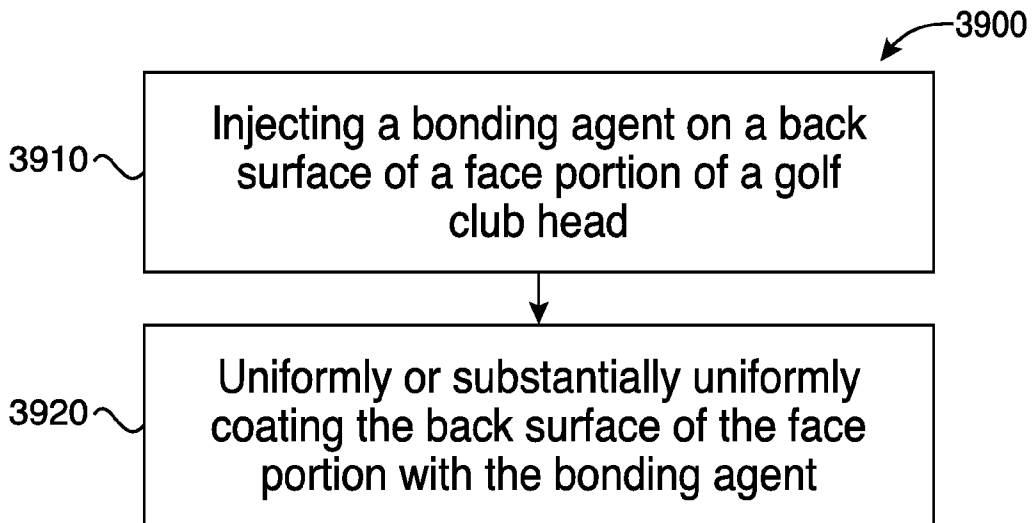 3900
3910
Injecting a bonding agent on a back
surface of a face portion of a golf
club head
3920
Uniformly or substantially uniformly
coating the back surface of the face
portion with the bonding agent